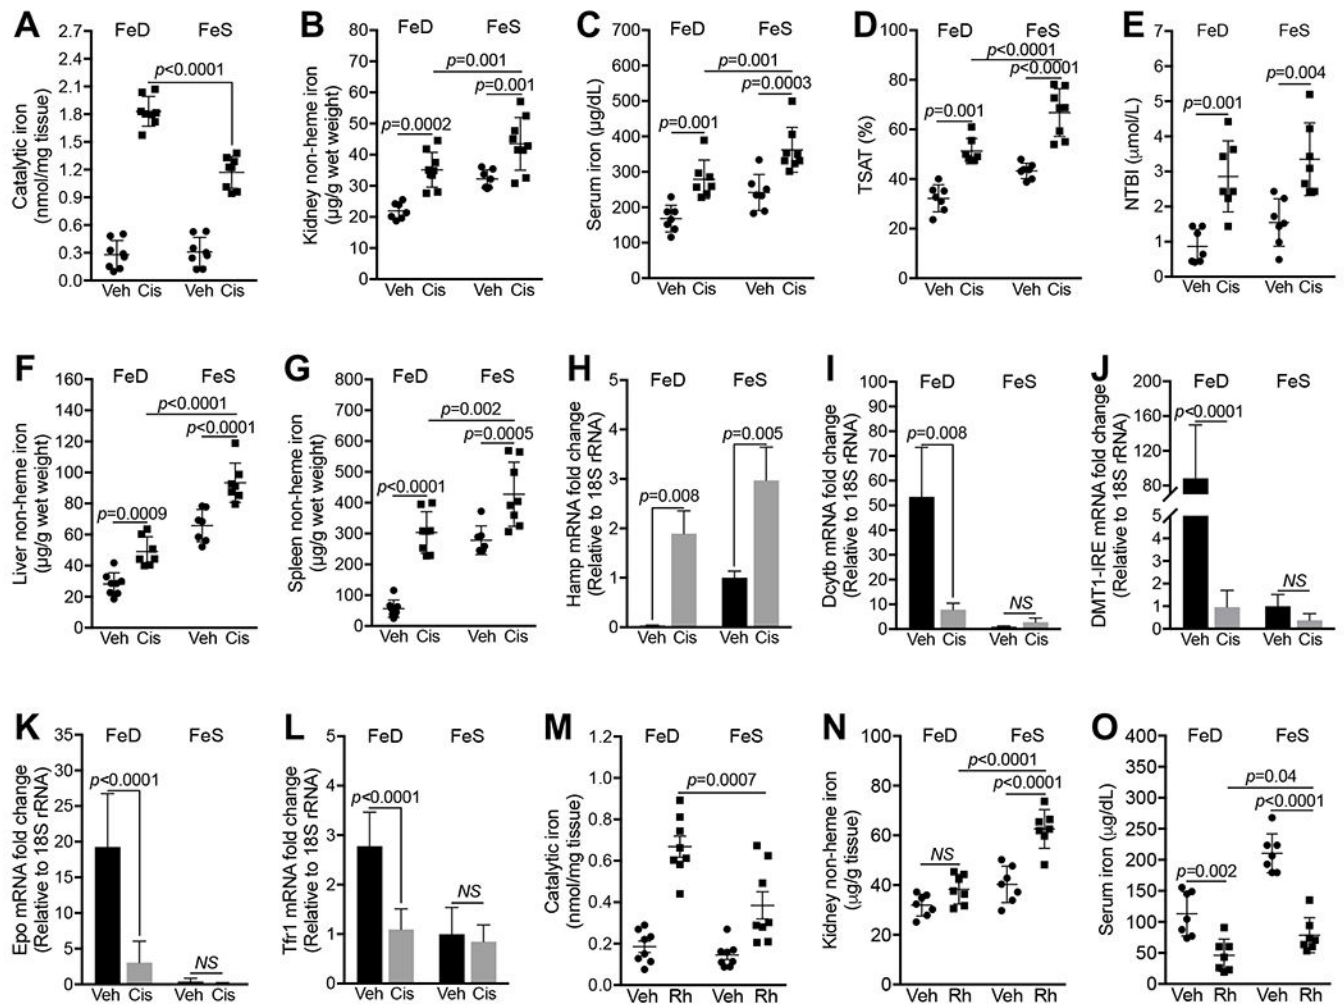 A
FeD FeS
2.7
2.4
2.1
1.8
1.5
1.2
0.9
0.6
0.3
0.0
Catalytic iron
(nmol/mg tissue)
p<0.0001
Veh Cis Veh Cis
B
FeD FeS
80
70
60
50
40
30
20
10
0
Kidney non-heme iron
(µg/g wet weight)
p=0.001
p=0.001
p=0.0002
Veh Cis Veh Cis
C
FeD FeS
700
600
500
400
300
200
100
0
Serum iron (µg/dL)
p=0.001
p=0.0003
p=0.001
Veh Cis Veh Cis
D
FeD FeS
100
80
60
40
20
0
TSAT (%)
p<0.0001
p<0.0001
p=0.001
Veh Cis Veh Cis
E
FeD FeS
7
6
5
4
3
2
1
0
NTBI (µmol/L)
p=0.004
p=0.001
Veh Cis Veh Cis
F
FeD FeS
160
140
120
100
80
60
40
20
0
Liver non-heme iron
(µg/g wet weight)
p<0.0001
p<0.0001
p=0.0009
Veh Cis Veh Cis
G
FeD FeS
800
700
600
500
400
300
200
100
0
Spleen non-heme iron
(µg/g wet weight)
p=0.002
p=0.0005
p<0.0001
Veh Cis Veh Cis
H
FeD FeS
5
4
3
2
1
0
Hamp mRNA fold change
(Relative to 18S rRNA)
p=0.005
p=0.008
Veh Cis Veh Cis
I
FeD FeS
100
90
80
70
60
50
40
30
20
10
0
Dcytb mRNA fold change
(Relative to 18S rRNA)
p=0.008
NS
Veh Cis Veh Cis
J
FeD FeS
200
160
120
80
5
4
3
2
1
0
DMT1-IRE mRNA fold change
(Relative to 18S rRNA)
p<0.0001
NS
Veh Cis Veh Cis
K
FeD FeS
35
30
25
20
15
10
5
0
Epo mRNA fold change
(Relative to 18S rRNA)
p<0.0001
NS
Veh Cis Veh Cis
L
FeD FeS
5
4
3
2
1
0
Tfr1 mRNA fold change
(Relative to 18S rRNA)
p<0.0001
NS
Veh Cis Veh Cis
M
FeD FeS
1.2
1.0
0.8
0.6
0.4
0.2
0.0
Catalytic iron
(nmol/mg tissue)
p=0.0007
Veh Rh Veh Rh
N
FeD FeS
100
80
60
40
20
0
Kidney non-heme iron
(µg/g tissue)
p<0.0001
p<0.0001
NS
Veh Rh Veh Rh
O
FeD FeS
400
350
300
250
200
150
100
50
0
Serum iron (µg/dL)
p=0.04
p<0.0001
p=0.002
Veh Rh Veh Rh